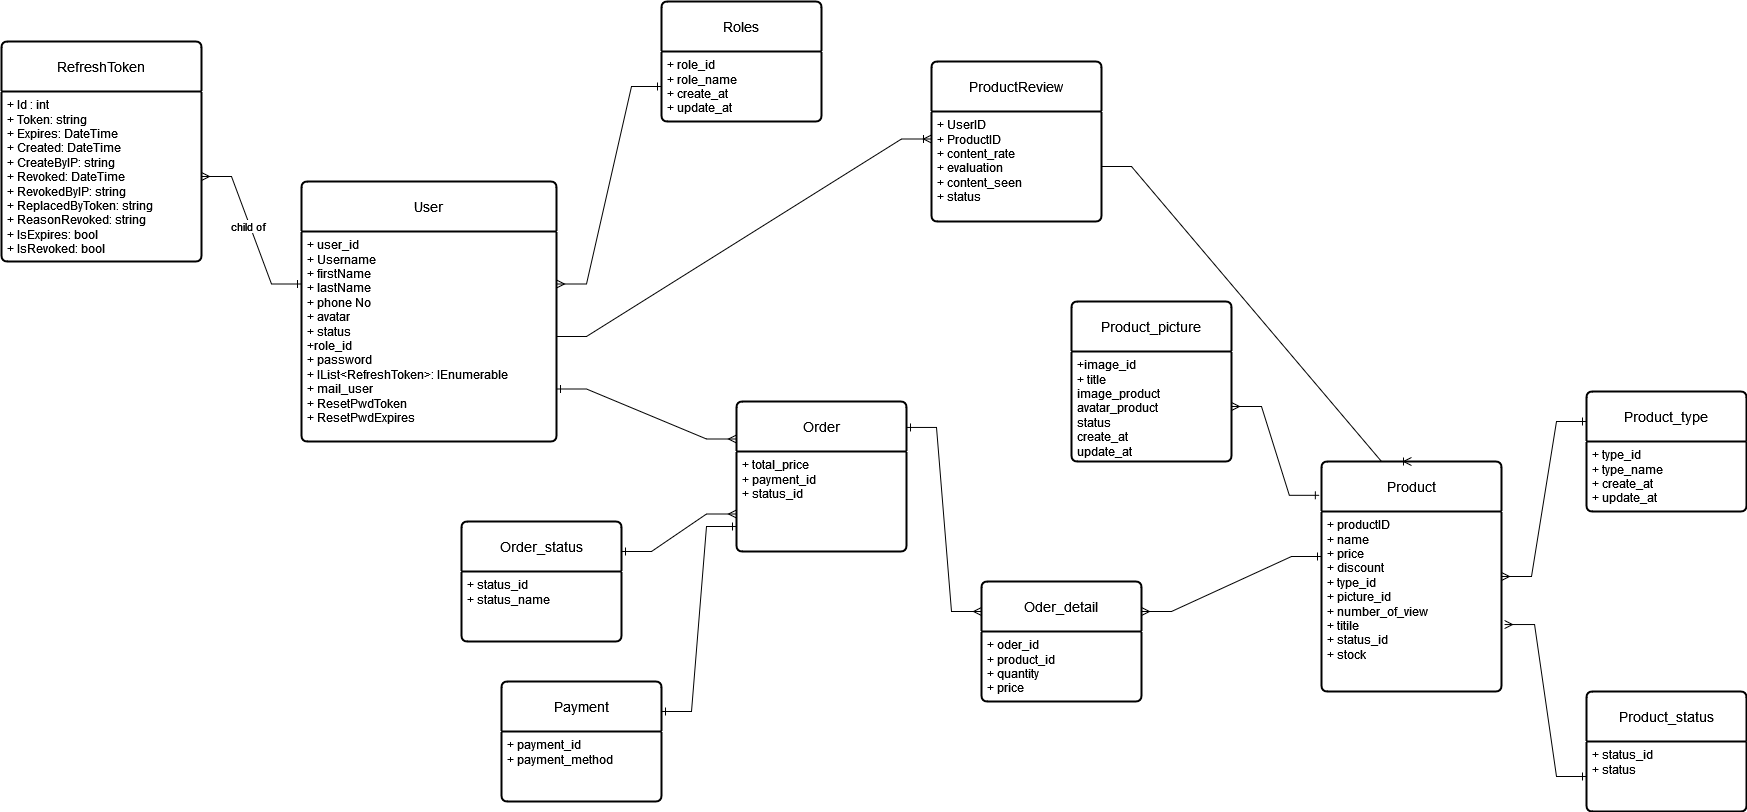 RefreshToken
+ Id : int
+ Token: string
+ Expires: DateTime
+ Created: DateTime
+ CreateByIP: string
+ Revoked: DateTime
+ RevokedByIP: string
+ ReplacedByToken: string
+ ReasonRevoked: string
+ IsExpires: bool
+ IsRevoked: bool
child of
User
+ user_id
+ Username
+ firstName
+ lastName
+ phone No
+ avatar
+ status
+role_id
+ password
+ IList<RefreshToken>: IEnumerable
+ mail_user
+ ResetPwdToken
+ ResetPwdExpires
Roles
+ role_id
+ role_name
+ create_at
+ update_at
ProductReview
+ UserID
+ ProductID
+ content_rate
+ evaluation
+ content_seen
+ status
Product_picture
+image_id
+ title
image_product
avatar_product
status
create_at
update_at
Order
+ total_price
+ payment_id
+ status_id
Order_status
+ status_id
+ status_name
Payment
+ payment_id
+ payment_method
Oder_detail
+ oder_id
+ product_id
+ quantity
+ price
Product
+ productID
+ name
+ price
+ discount
+ type_id
+ picture_id
+ number_of_view
+ titile
+ status_id
+ stock
Product_type
+ type_id
+ type_name
+ create_at
+ update_at
Product_status
+ status_id
+ status